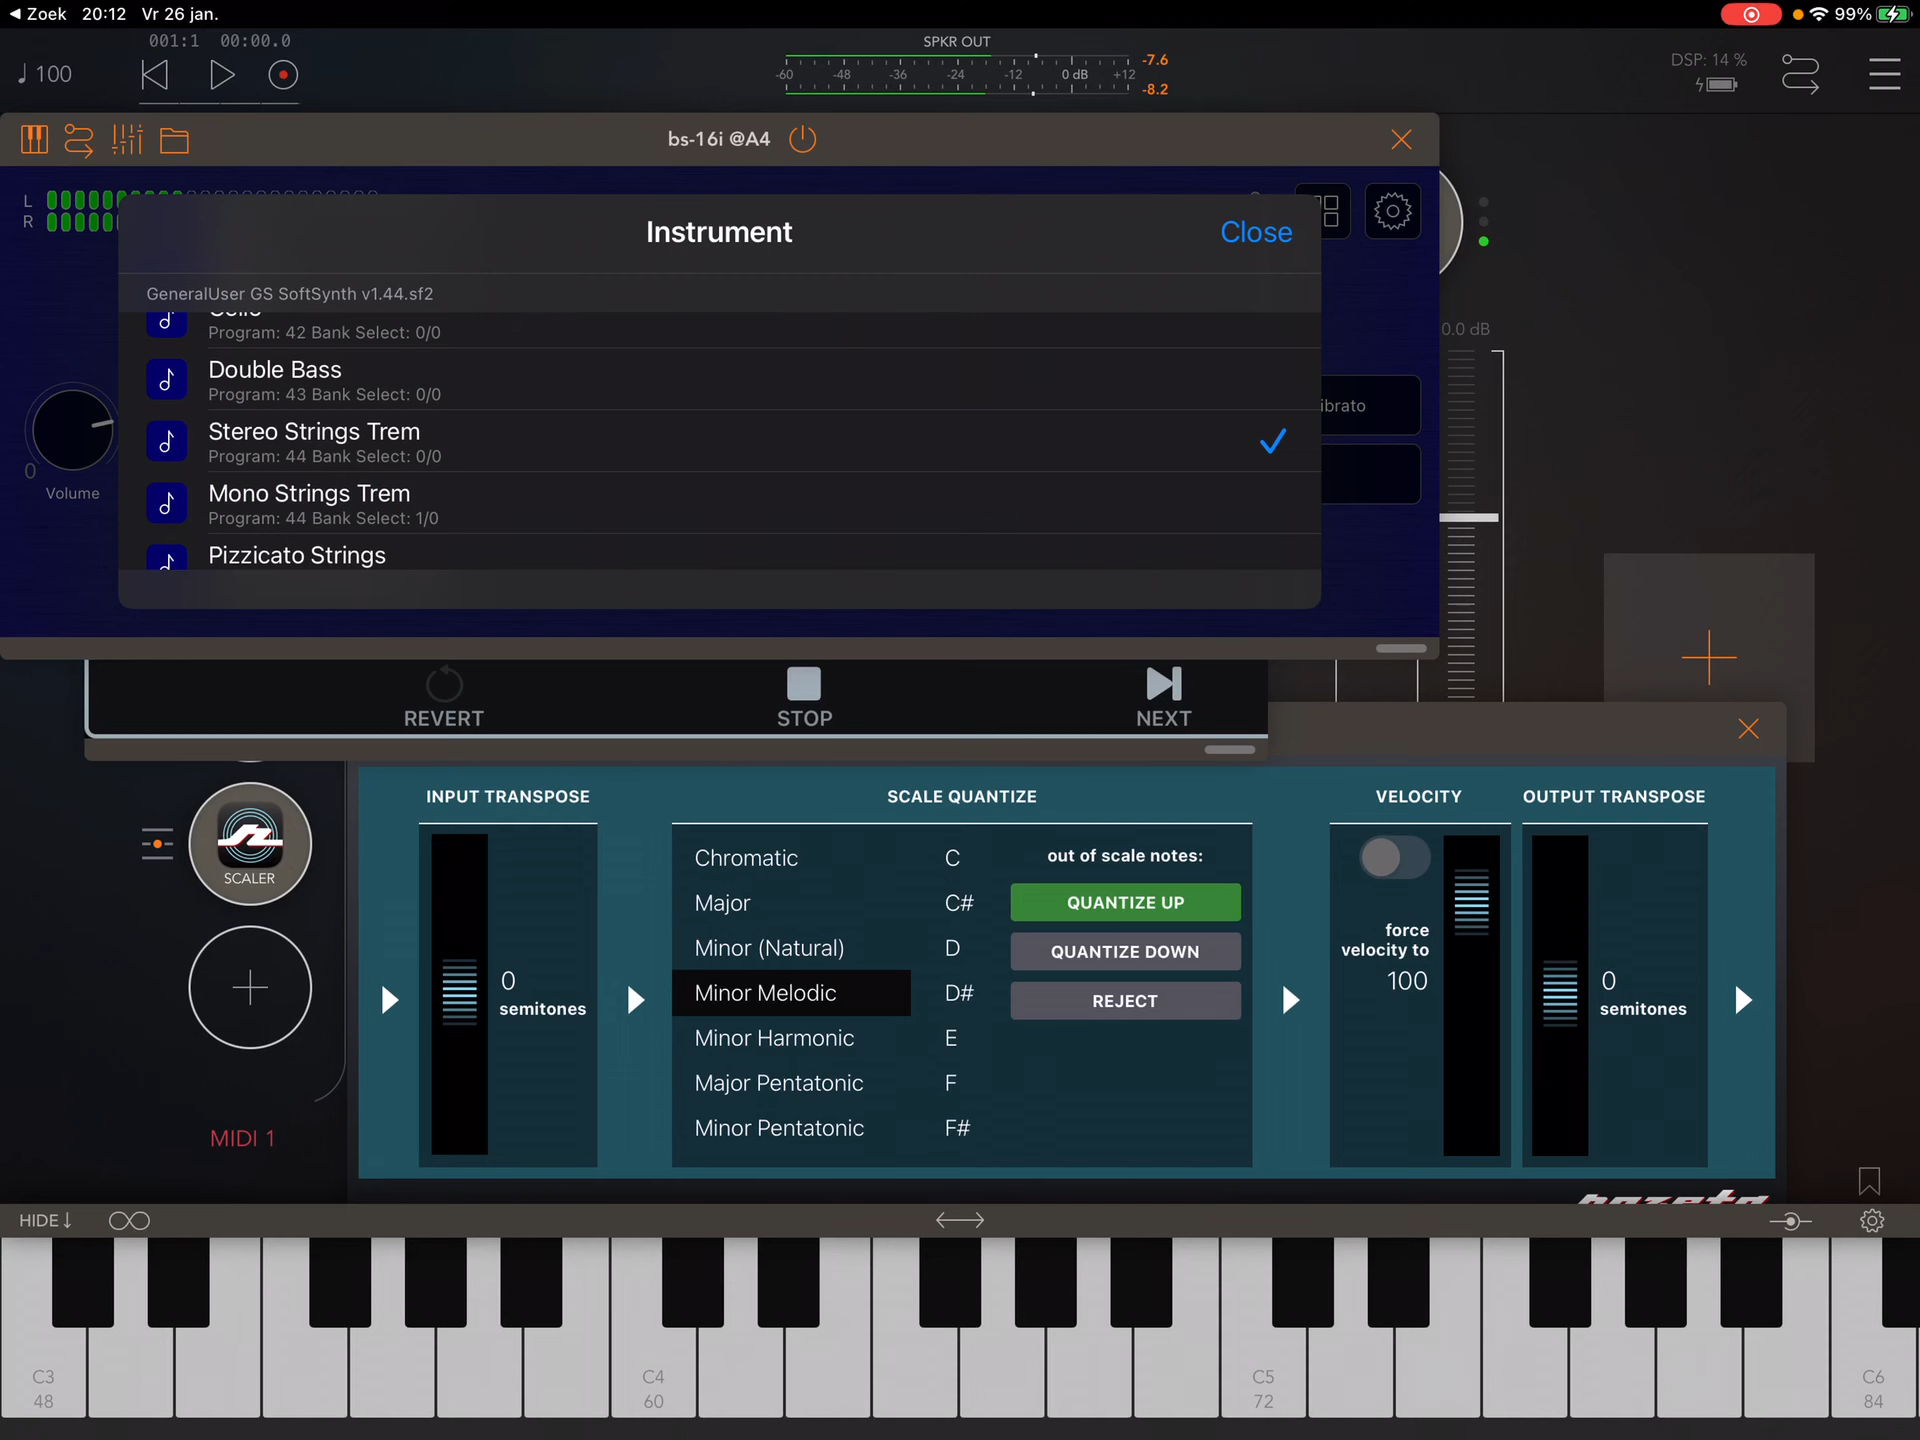 ◀ Zoek 20:12 Vr 26 jan. 99%
001:1 00:00.0
100
SPKR OUT
-60 -48 -36 -24 -12 0 dB +12
-7.6
-8.2
DSP: 14 %
bs-16i @A4
L
R
Instrument
Close
GeneralUser GS SoftSynth v1.44.sf2
Cello
Program: 42 Bank Select: 0/0
Double Bass
Program: 43 Bank Select: 0/0
Stereo Strings Trem
Program: 44 Bank Select: 0/0
Mono Strings Trem
Program: 44 Bank Select: 1/0
Pizzicato Strings
0
Volume
ibrato
0.0 dB
REVERT
STOP
NEXT
SCALER
MIDI 1
INPUT TRANSPOSE
0
semitones
SCALE QUANTIZE
Chromatic
Major
Minor (Natural)
Minor Melodic
Minor Harmonic
Major Pentatonic
Minor Pentatonic
C
C#
D
D#
E
F
F#
out of scale notes:
QUANTIZE UP
QUANTIZE DOWN
REJECT
VELOCITY
force
velocity to
100
OUTPUT TRANSPOSE
0
semitones
HIDE↓
C3
48
C4
60
C5
72
C6
84